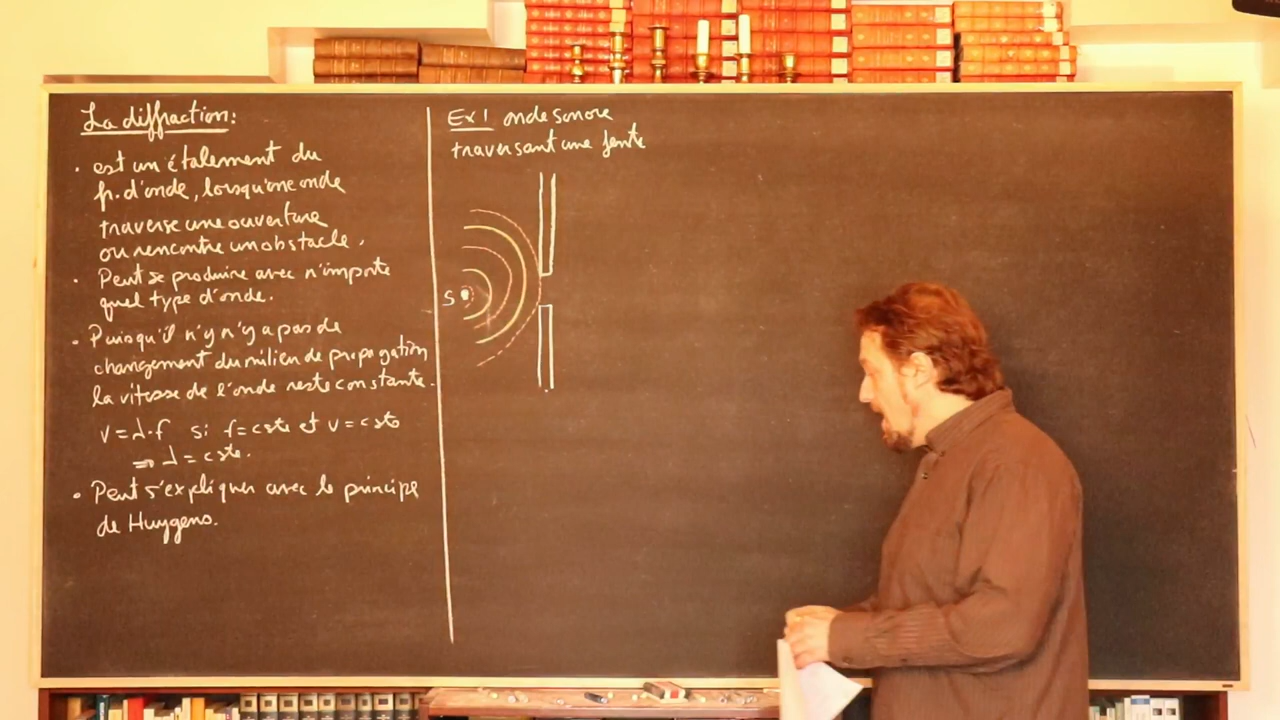 La diffraction:
• est un étalement du
fr. d'onde, lorsqu'une onde
traverse une ouverture
ou rencontre un obstacle.
• Peut se produire avec n'importe
quel type d'onde.
• Puisqu'il n'y n'y a pas de
changement du milieu de propagation
la vitesse de l'onde reste constante.
v = λ·f si f = cste et v = cste
⇒ λ = cste.
• Peut s'expliquer avec le principe
de Huygens.
Ex 1 onde sonore
traversant une fente
S